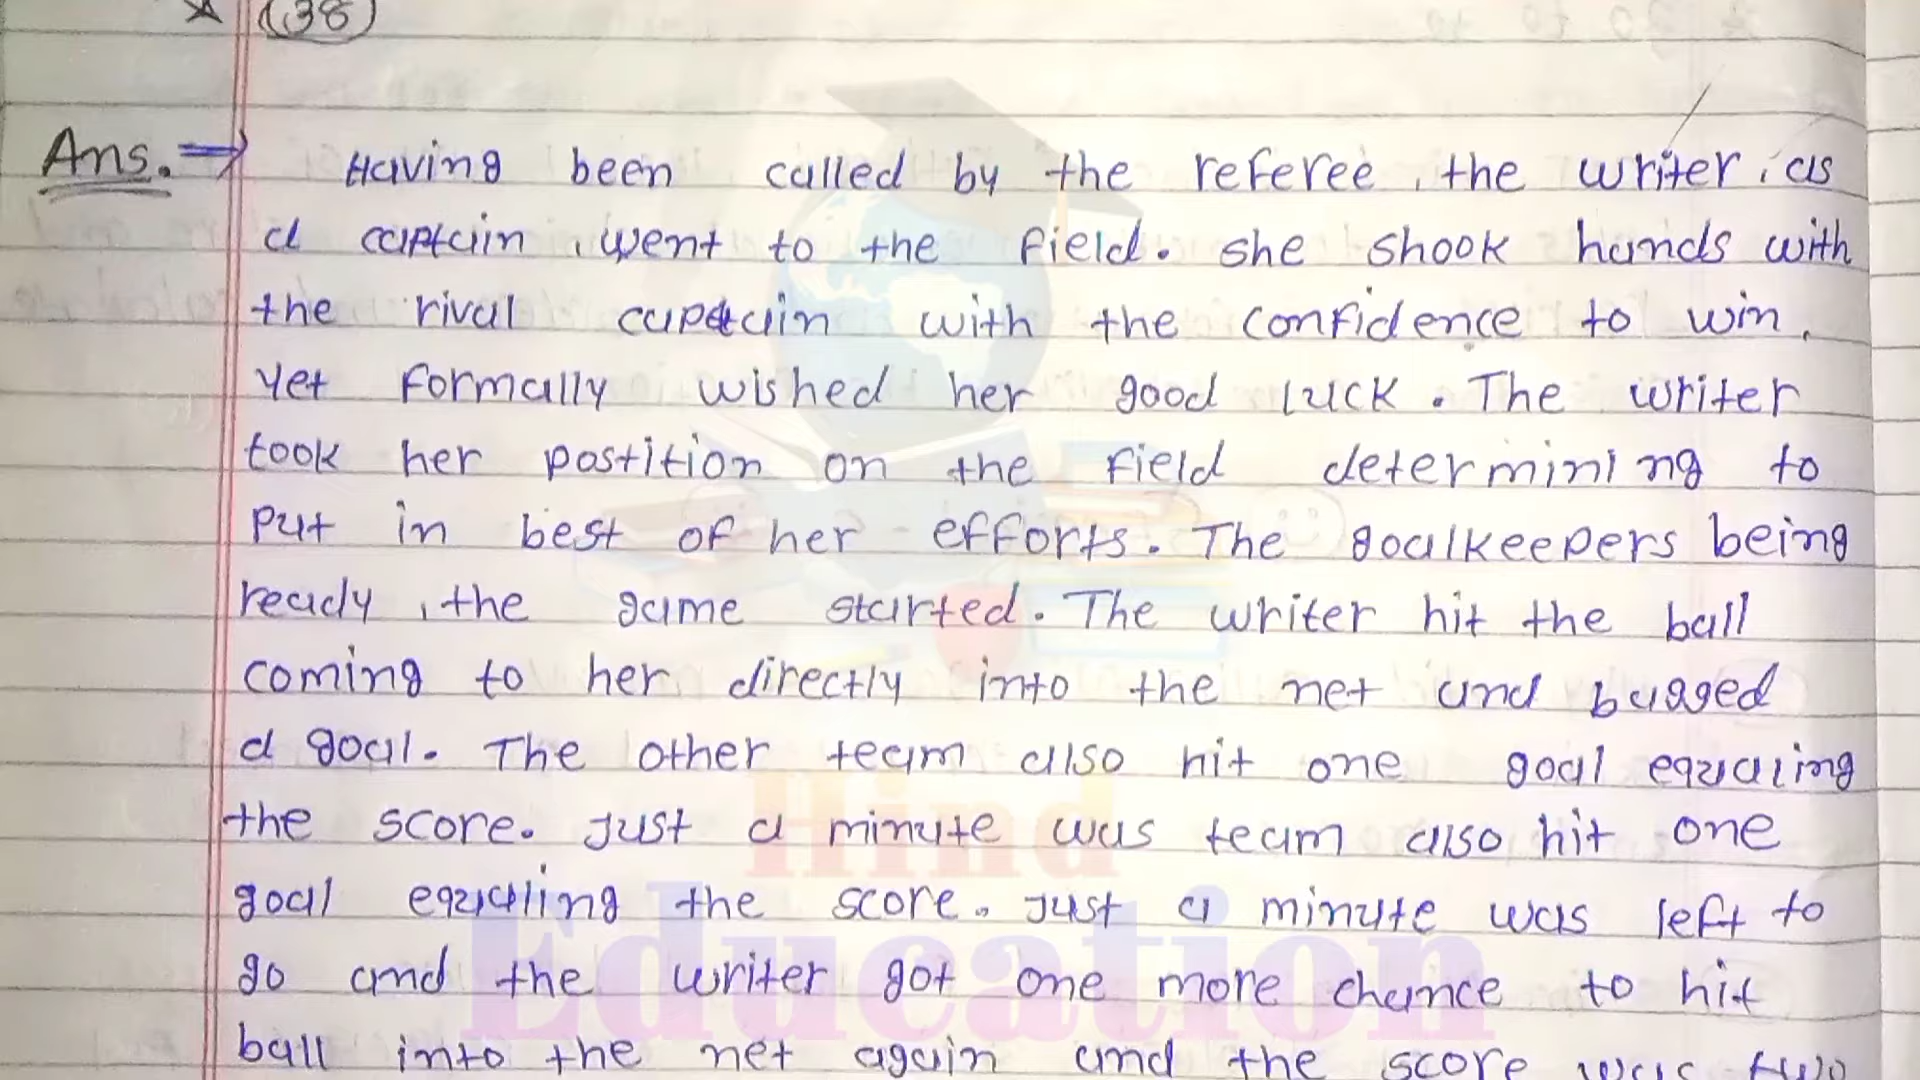 ★ (38)
Ans.⇒ Having been called by the referee, the writer, as
a captain, went to the field. she shook hands with
the rival captain with the confidence to win,
Yet formally wished her good luck. The writer
took her postition on the field determining to
put in best of her efforts. The goalkeepers being
ready, the game started. The writer hit the ball
coming to her directly into the net and bagged
a goal. The other team also hit one goal equaling
the score. Just a minute was team also hit one
goal equaling the score. Just a minute was left to
go and the writer got one more chance to hit
ball into the net again and the score was two
Hind
Education